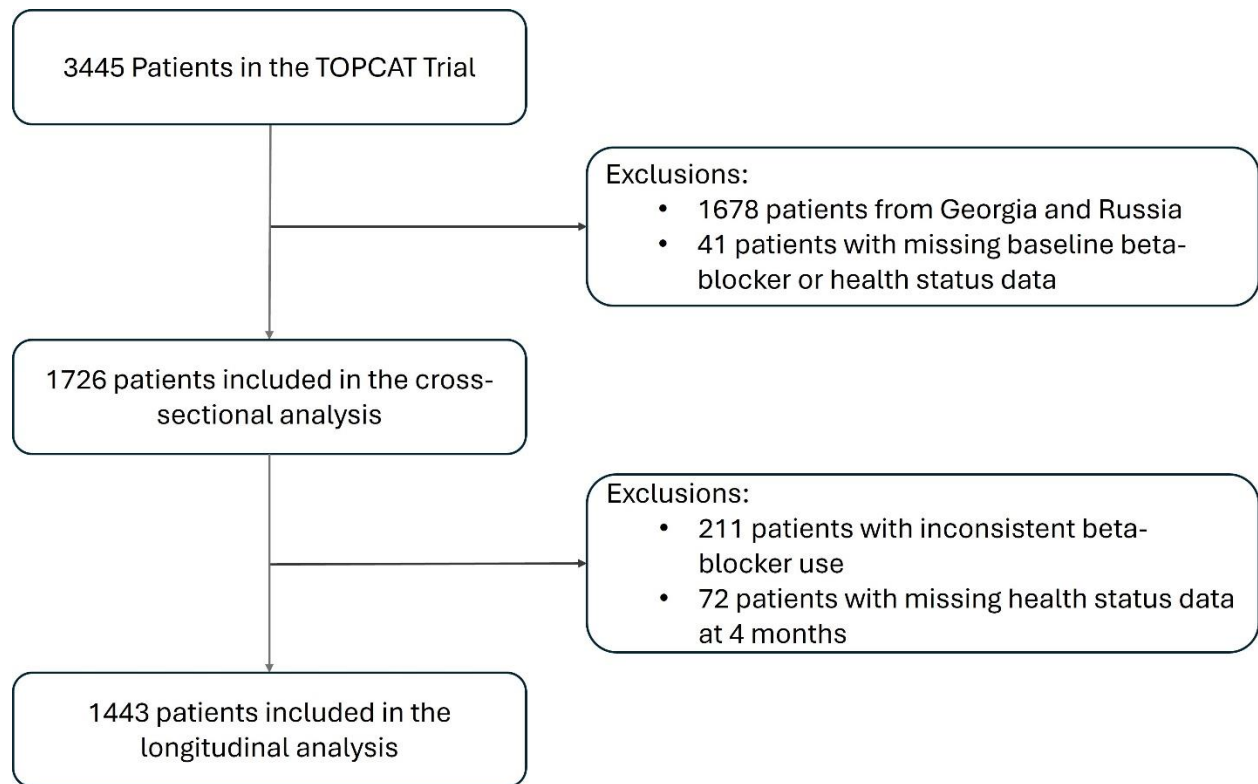 3445 Patients in the TOPCAT Trial
Exclusions:
• 1678 patients from Georgia and Russia
• 41 patients with missing baseline beta-
blocker or health status data
1726 patients included in the cross-
sectional analysis
Exclusions:
• 211 patients with inconsistent beta-
blocker use
• 72 patients with missing health status data
at 4 months
1443 patients included in the
longitudinal analysis